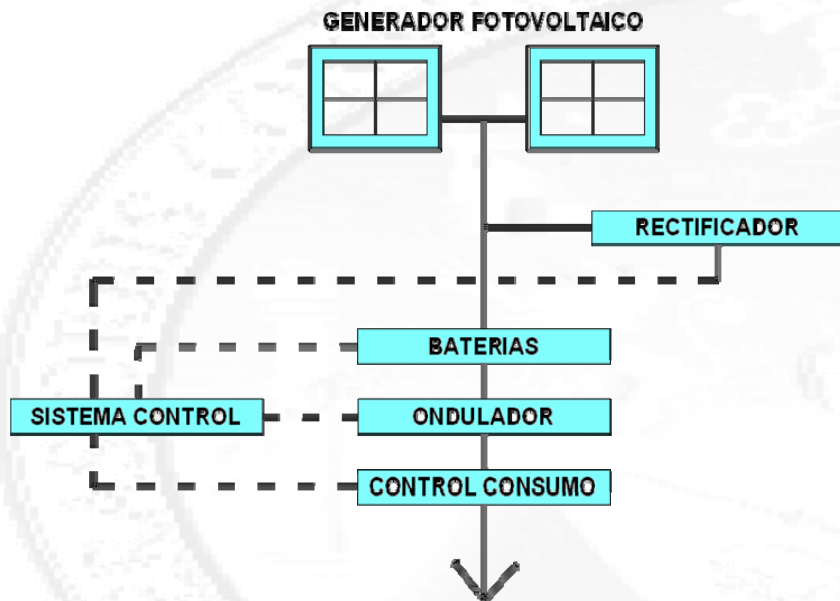 GENERADOR FOTOVOLTAICO
RECTIFICADOR
BATERIAS
SISTEMA CONTROL
ONDULADOR
CONTROL CONSUMO